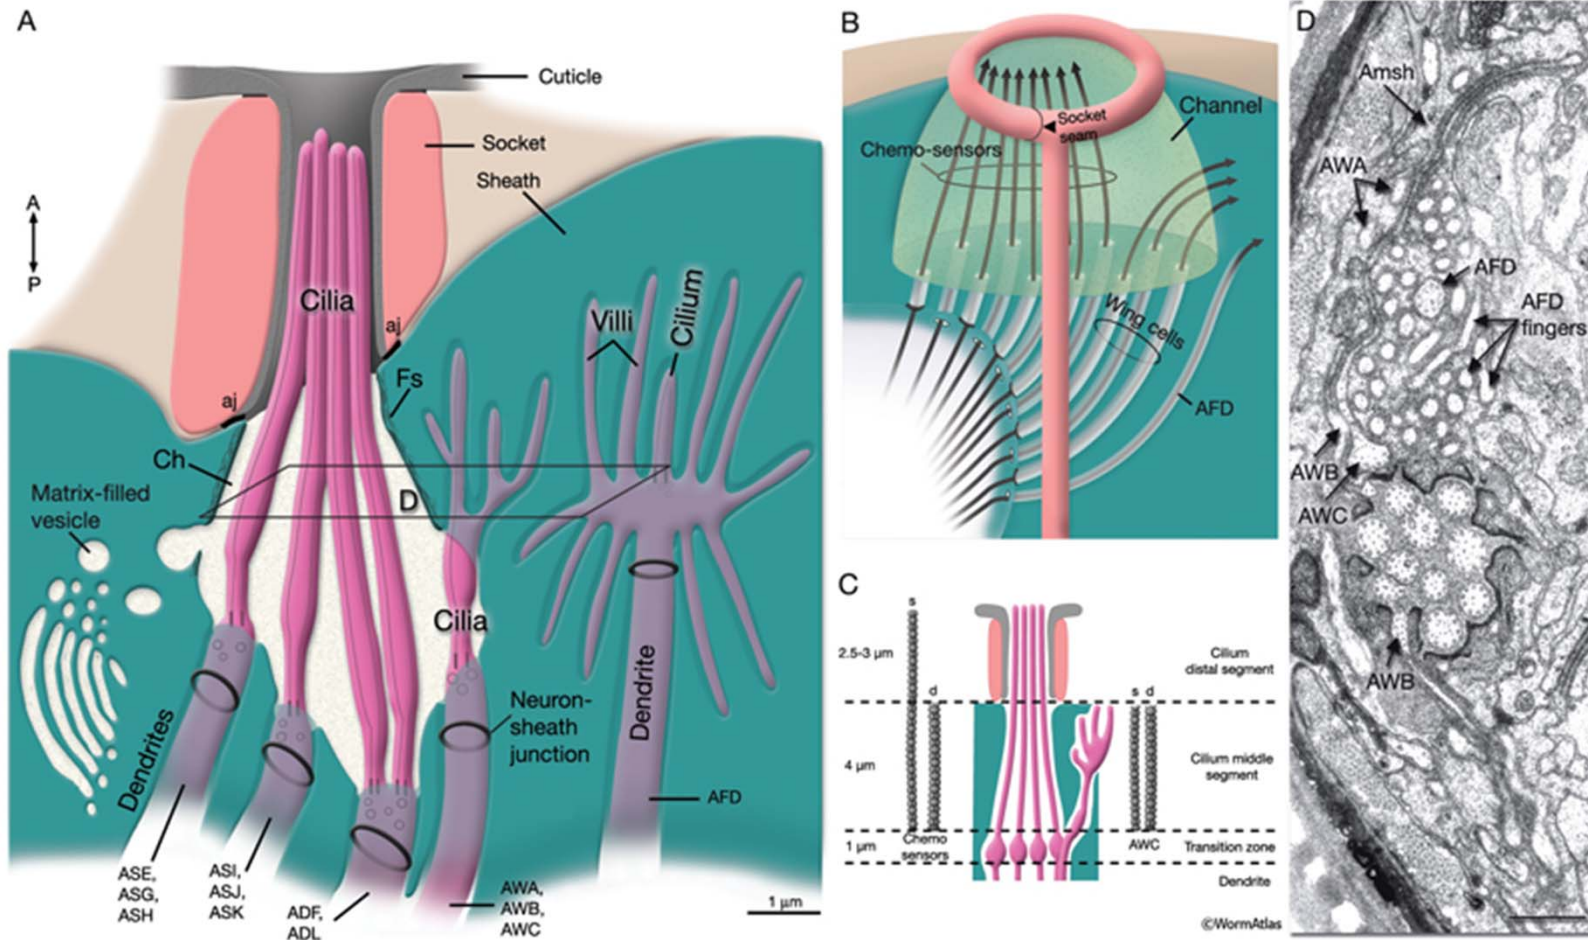 A
Cuticle
Socket
Sheath
A
P
Cilia
aj
aj
Fs
Villi
Cilium
Ch
D
Matrix-filled
vesicle
Cilia
Dendrites
Neuron-
sheath
junction
Dendrite
AFD
ASE,
ASG,
ASH
ASI,
ASJ,
ASK
ADF,
ADL
AWA,
AWB,
AWC
1 μm
B
Channel
Socket
seam
Chemo-sensors
Wing cells
AFD
C
s
2.5-3 μm
Cilium
distal segment
d
s d
4 μm
Cilium middle
segment
1 μm
Chemo
sensors
AWC
Transition zone
Dendrite
©WormAtlas
D
Amsh
AWA
AFD
AFD
fingers
AWB
AWC
AWB